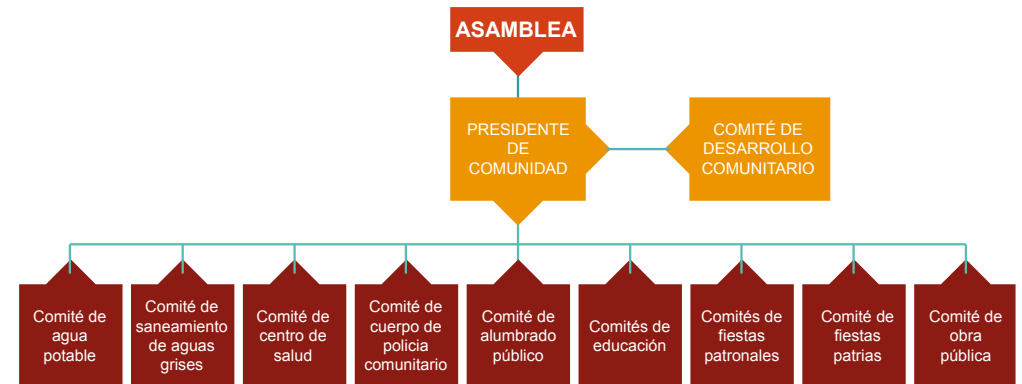 ASAMBLEA
PRESIDENTE
DE
COMUNIDAD
COMITÉ DE
DESARROLLO
COMUNITARIO
Comité de
agua
potable
Comité de
saneamiento
de aguas
grises
Comité de
centro de
salud
Comité de
cuerpo de
policia
comunitario
Comité de
alumbrado
público
Comités de
educación
Comités de
fiestas
patronales
Comité de
fiestas
patrias
Comité de
obra
pública